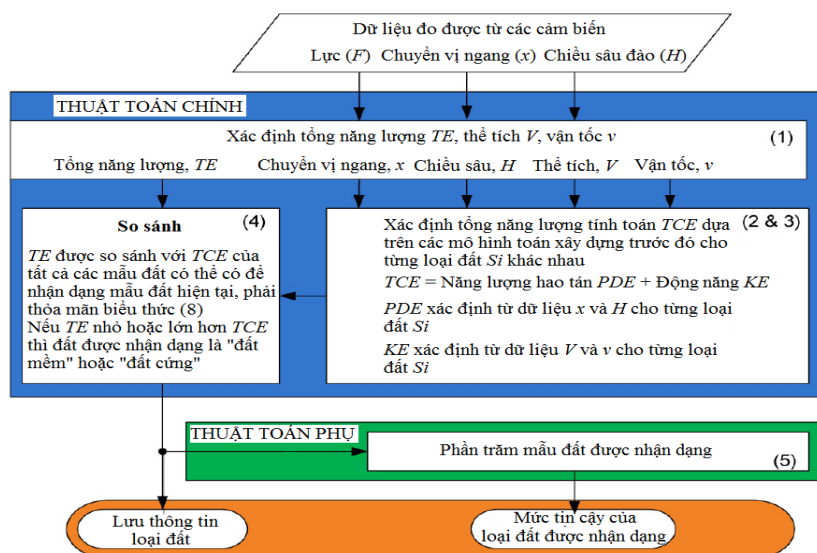 Dữ liệu đo được từ các cảm biến
Lực (F) Chuyển vị ngang (x) Chiều sâu đào (H)
THUẬT TOÁN CHÍNH
Xác định tổng năng lượng TE, thể tích V, vận tốc v
(1)
Tổng năng lượng, TE Chuyển vị ngang, x Chiều sâu, H Thể tích, V Vận tốc, v
So sánh
(4)
TE được so sánh với TCE của
tất cả các mẫu đất có thể có để
nhận dạng mẫu đất hiện tại, phải
thỏa mãn biểu thức (8)
Nếu TE nhỏ hoặc lớn hơn TCE
thì đất được nhận dạng là "đất
mềm" hoặc "đất cứng"
(2 & 3)
Xác định tổng năng lượng tính toán TCE dựa
trên các mô hình toán xây dựng trước đó cho
từng loại đất Si khác nhau
TCE = Năng lượng hao tán PDE + Động năng KE
PDE xác định từ dữ liệu x và H cho từng loại
đất Si
KE xác định từ dữ liệu V và v cho từng loại
đất Si
THUẬT TOÁN PHỤ
Phần trăm mẫu đất được nhận dạng
(5)
Lưu thông tin
loại đất
Mức tin cậy của
loại đất được nhận dạng